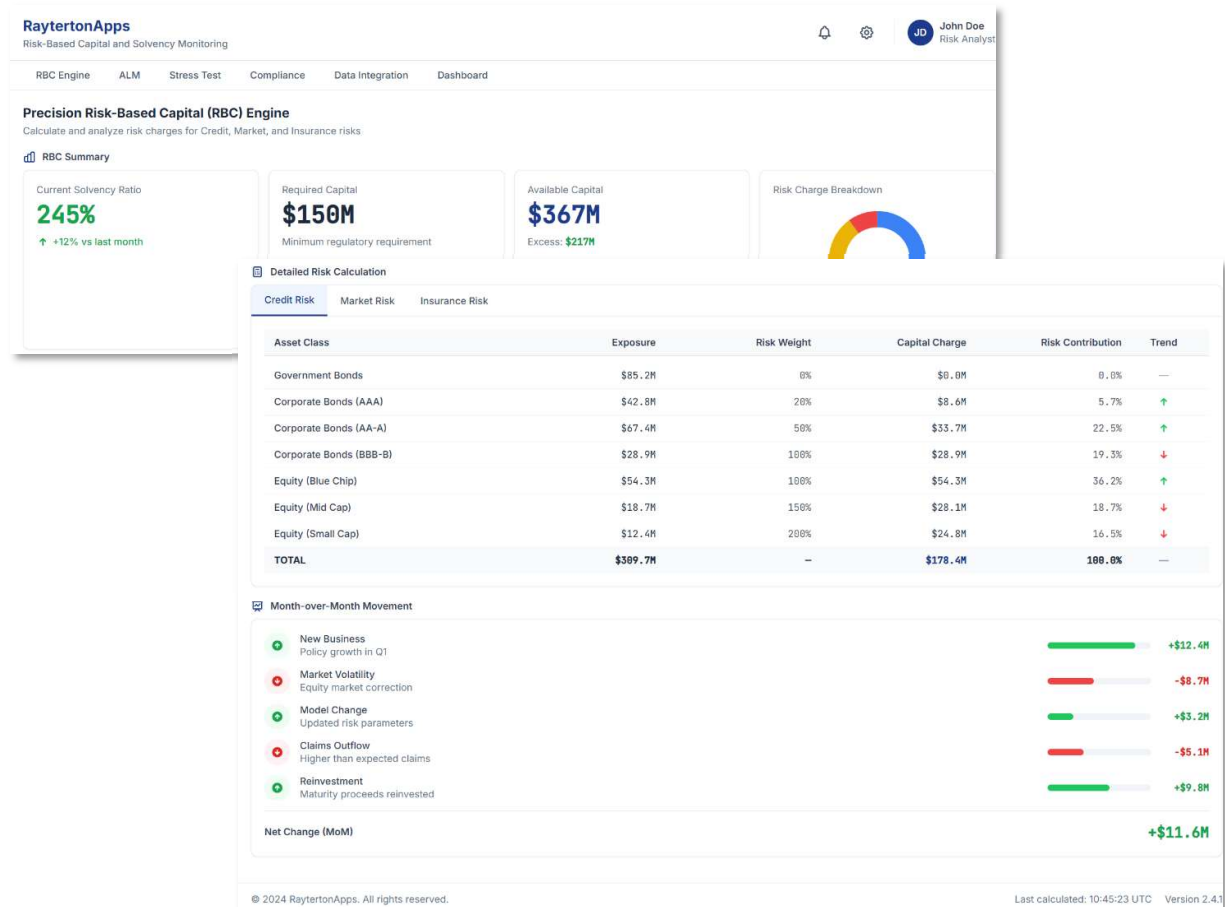 RaytertonApps
Risk-Based Capital and Solvency Monitoring
JD
John Doe
Risk Analyst
RBC Engine ALM Stress Test Compliance Data Integration Dashboard
Precision Risk-Based Capital (RBC) Engine
Calculate and analyze risk charges for Credit, Market, and Insurance risks
RBC Summary
Current Solvency Ratio
245%
↑ +12% vs last month
Required Capital
$150M
Minimum regulatory requirement
Available Capital
$367M
Excess: $217M
Risk Charge Breakdown
Detailed Risk Calculation
Credit Risk Market Risk Insurance Risk
Asset Class Exposure Risk Weight Capital Charge Risk Contribution Trend
Government Bonds $85.2M 0% $0.0M 0.0% —
Corporate Bonds (AAA) $42.8M 20% $8.6M 5.7% ↑
Corporate Bonds (AA-A) $67.4M 50% $33.7M 22.5% ↑
Corporate Bonds (BBB-B) $28.9M 100% $28.9M 19.3% ↓
Equity (Blue Chip) $54.3M 100% $54.3M 36.2% ↑
Equity (Mid Cap) $18.7M 150% $28.1M 18.7% ↓
Equity (Small Cap) $12.4M 200% $24.8M 16.5% ↓
TOTAL $309.7M – $178.4M 100.0% —
Month-over-Month Movement
New Business
Policy growth in Q1
+$12.4M
Market Volatility
Equity market correction
-$8.7M
Model Change
Updated risk parameters
+$3.2M
Claims Outflow
Higher than expected claims
-$5.1M
Reinvestment
Maturity proceeds reinvested
+$9.8M
Net Change (MoM) +$11.6M
© 2024 RaytertonApps. All rights reserved.
Last calculated: 10:45:23 UTC Version 2.4.1